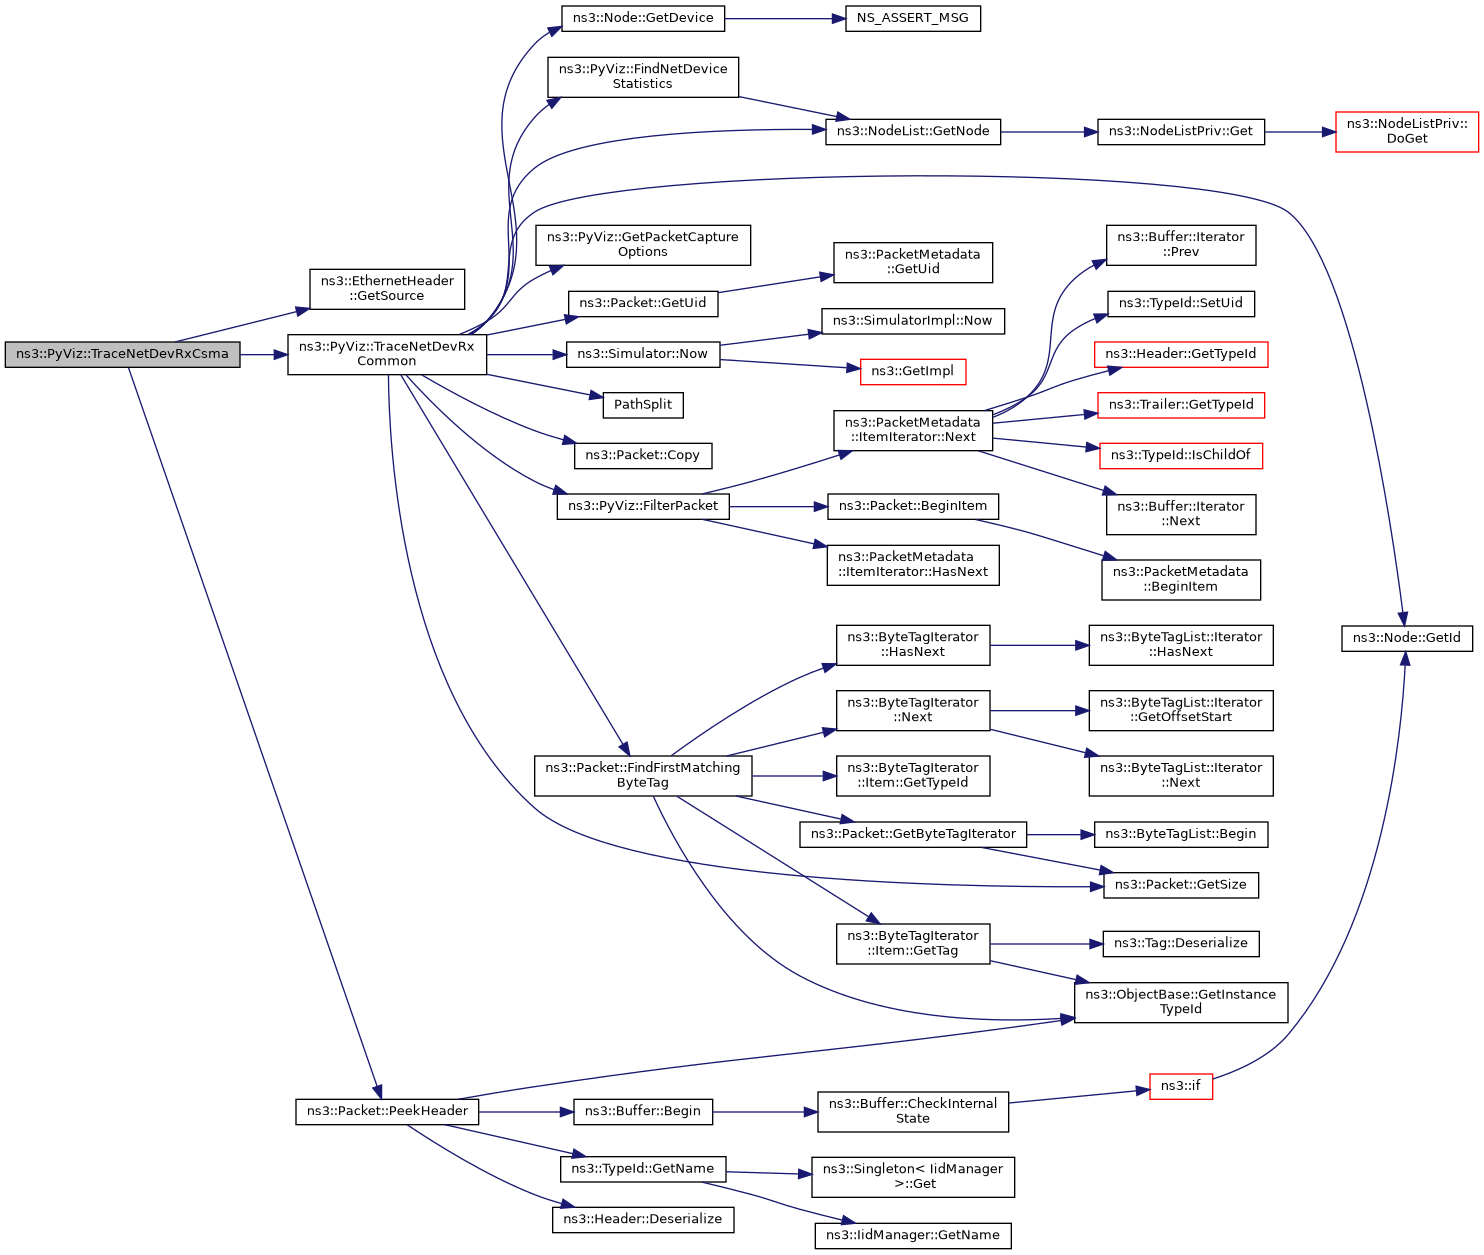 ns3::PyViz::TraceNetDevRxCsma
ns3::EthernetHeader
::GetSource
ns3::PyViz::TraceNetDevRx
Common
ns3::Packet::PeekHeader
ns3::Node::GetDevice
ns3::PyViz::FindNetDevice
Statistics
ns3::PyViz::GetPacketCapture
Options
ns3::Packet::GetUid
ns3::Simulator::Now
PathSplit
ns3::Packet::Copy
ns3::PyViz::FilterPacket
ns3::Packet::FindFirstMatching
ByteTag
ns3::Buffer::Begin
ns3::TypeId::GetName
ns3::Header::Deserialize
NS_ASSERT_MSG
ns3::NodeList::GetNode
ns3::PacketMetadata
::GetUid
ns3::SimulatorImpl::Now
ns3::GetImpl
ns3::PacketMetadata
::ItemIterator::Next
ns3::Packet::BeginItem
ns3::PacketMetadata
::ItemIterator::HasNext
ns3::ByteTagIterator
::HasNext
ns3::ByteTagIterator
::Next
ns3::ByteTagIterator
::Item::GetTypeId
ns3::Packet::GetByteTagIterator
ns3::ByteTagIterator
::Item::GetTag
ns3::Buffer::CheckInternal
State
ns3::Singleton< IidManager
>::Get
ns3::IidManager::GetName
ns3::NodeListPriv::Get
ns3::Buffer::Iterator
::Prev
ns3::TypeId::SetUid
ns3::Header::GetTypeId
ns3::Trailer::GetTypeId
ns3::TypeId::IsChildOf
ns3::Buffer::Iterator
::Next
ns3::PacketMetadata
::BeginItem
ns3::ByteTagList::Iterator
::HasNext
ns3::ByteTagList::Iterator
::GetOffsetStart
ns3::ByteTagList::Iterator
::Next
ns3::ByteTagList::Begin
ns3::Packet::GetSize
ns3::Tag::Deserialize
ns3::ObjectBase::GetInstance
TypeId
ns3::if
ns3::NodeListPriv::
DoGet
ns3::Node::GetId